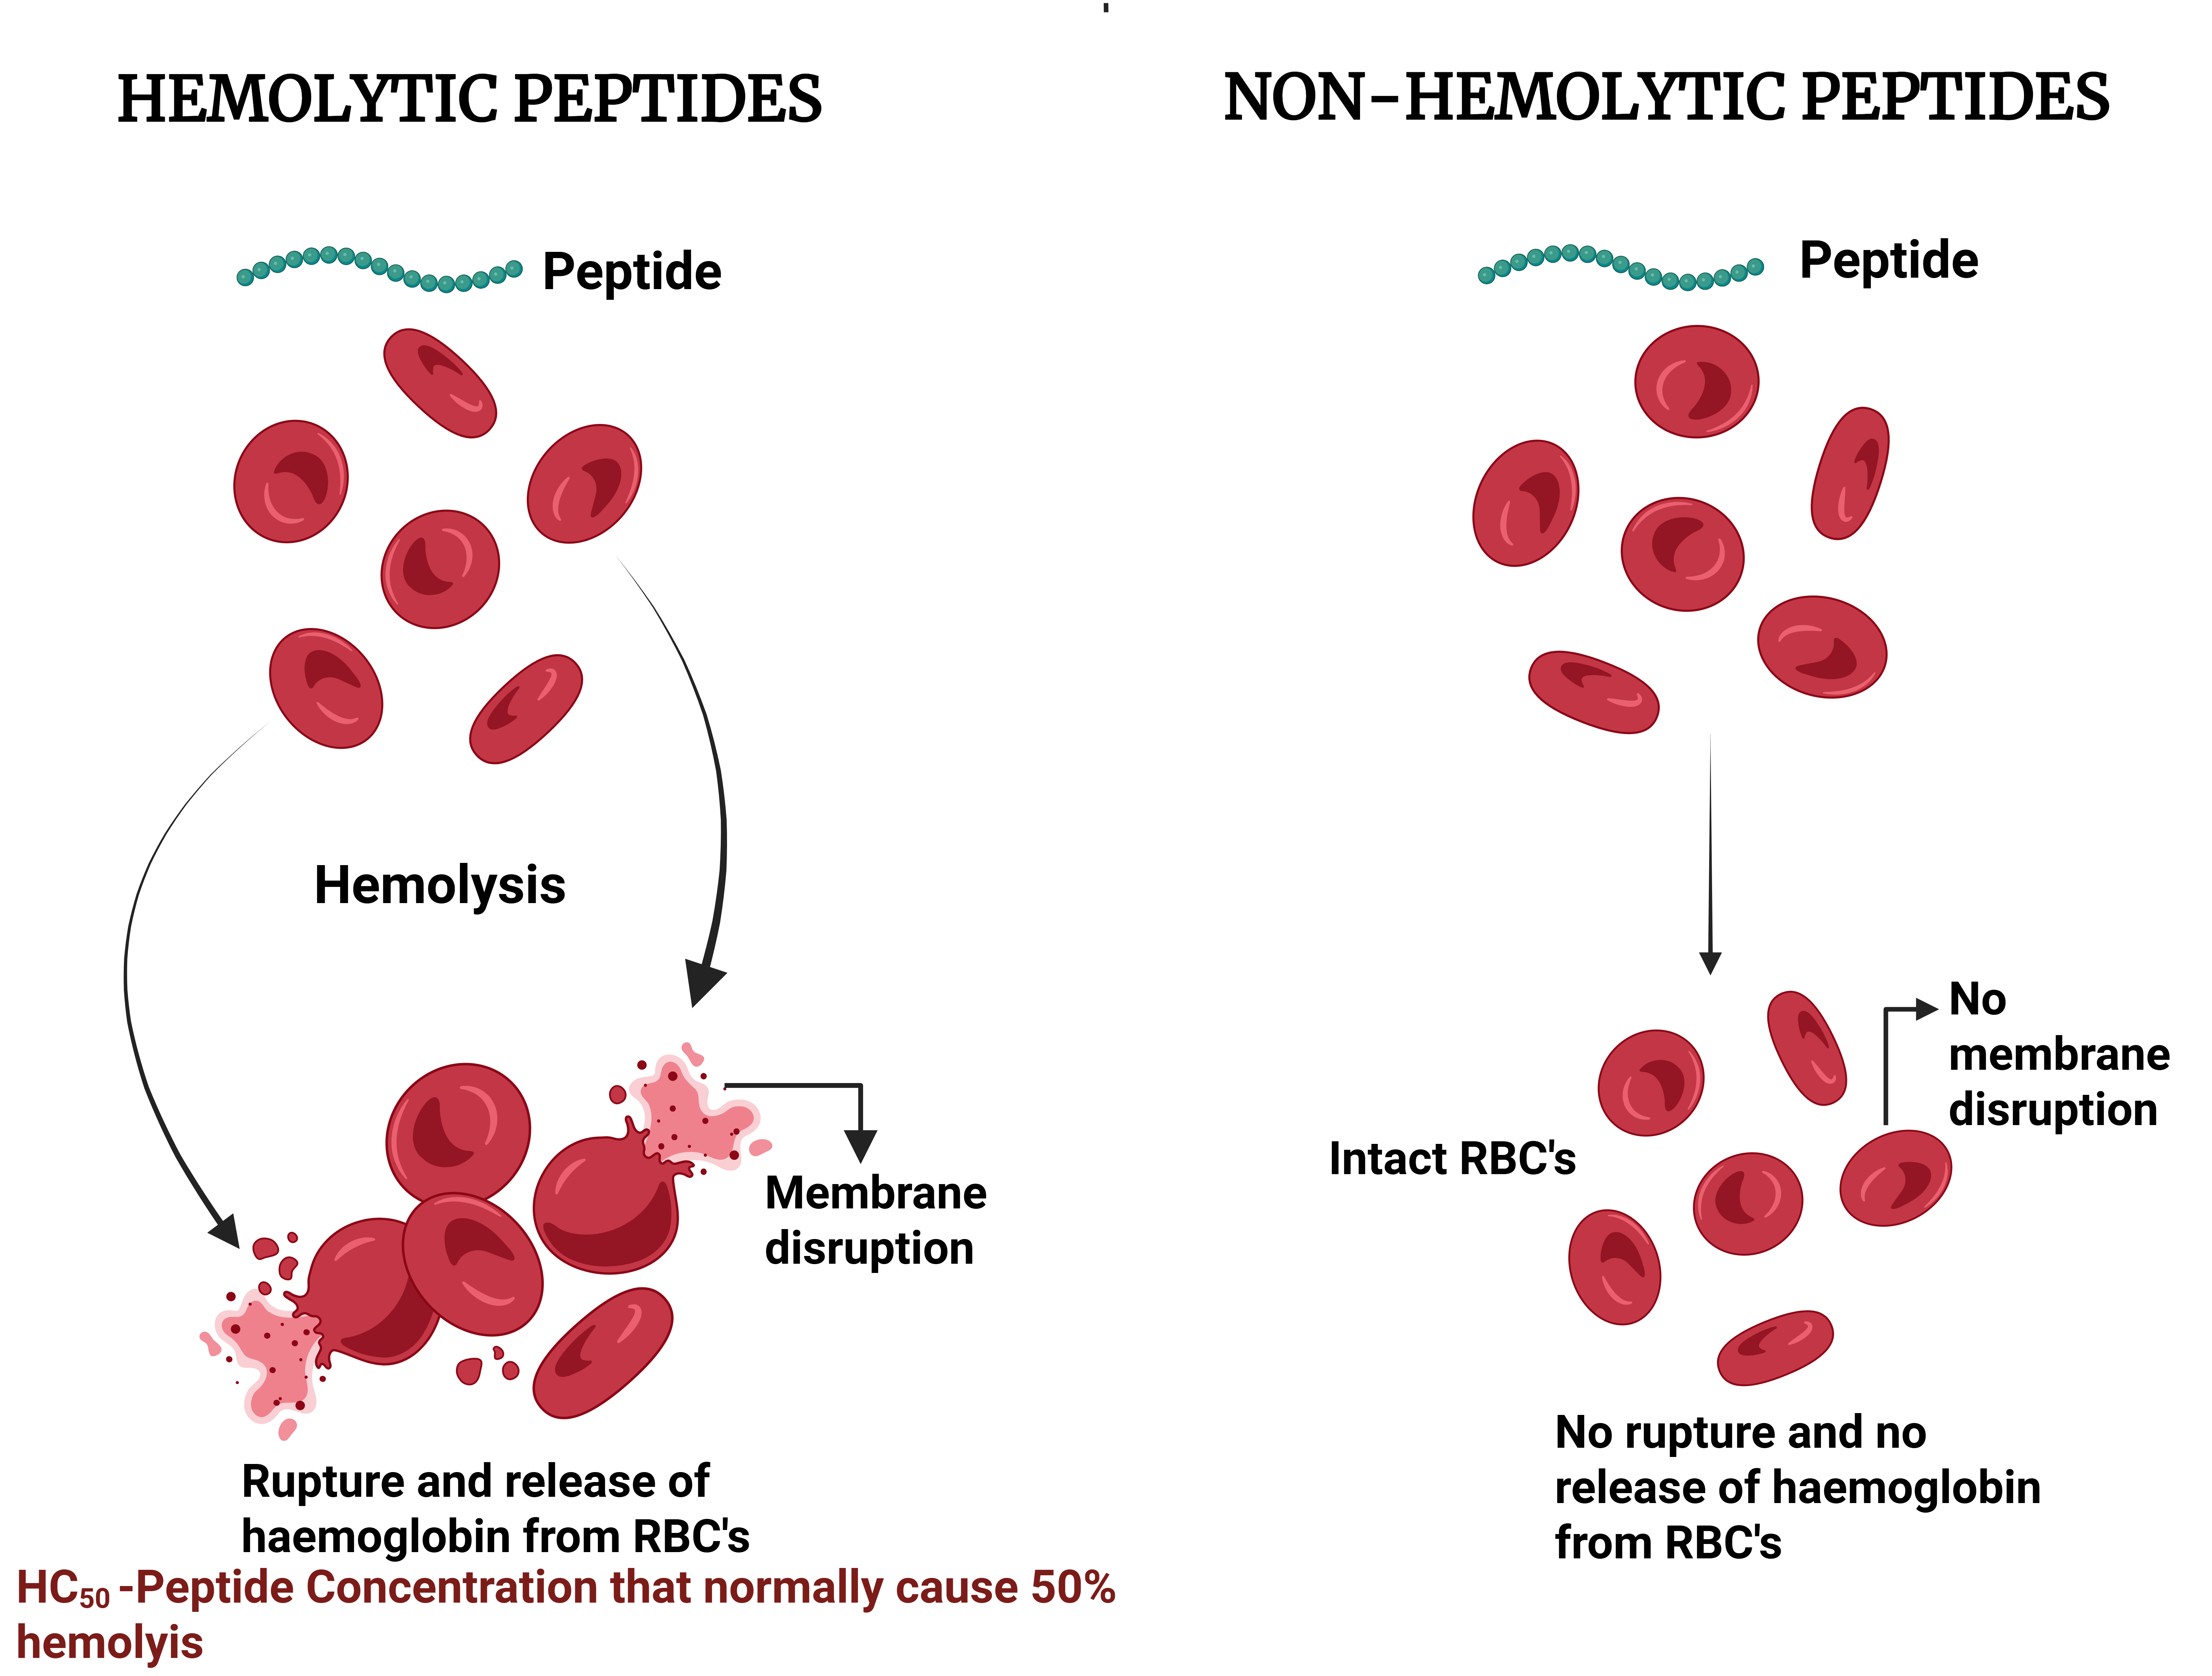 HEMOLYTIC PEPTIDES
Peptide
Hemolysis
Membrane
disruption
Rupture and release of
haemoglobin from RBC's
HC₅₀ -Peptide Concentration that normally cause 50%
hemolyis
NON-HEMOLYTIC PEPTIDES
Peptide
No
membrane
disruption
Intact RBC's
No rupture and no
release of haemoglobin
from RBC's